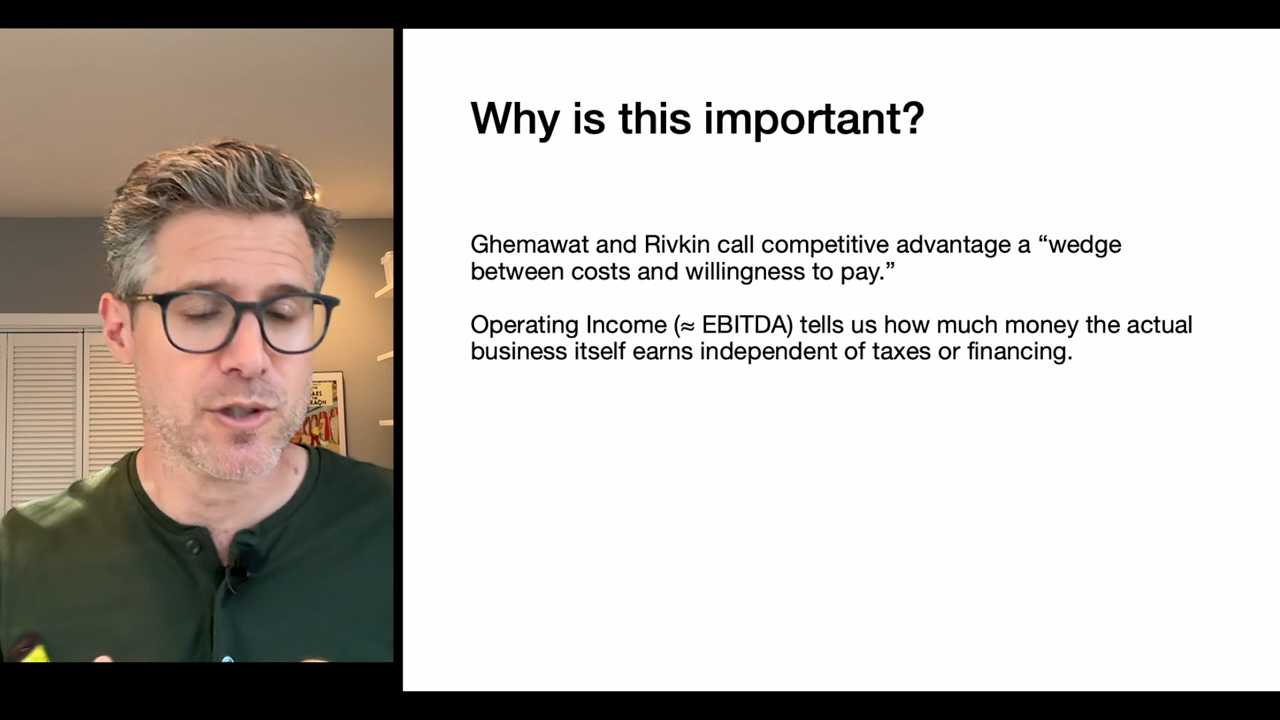 Why is this important?
Ghemawat and Rivkin call competitive advantage a “wedge
between costs and willingness to pay.”
Operating Income (≈ EBITDA) tells us how much money the actual
business itself earns independent of taxes or financing.